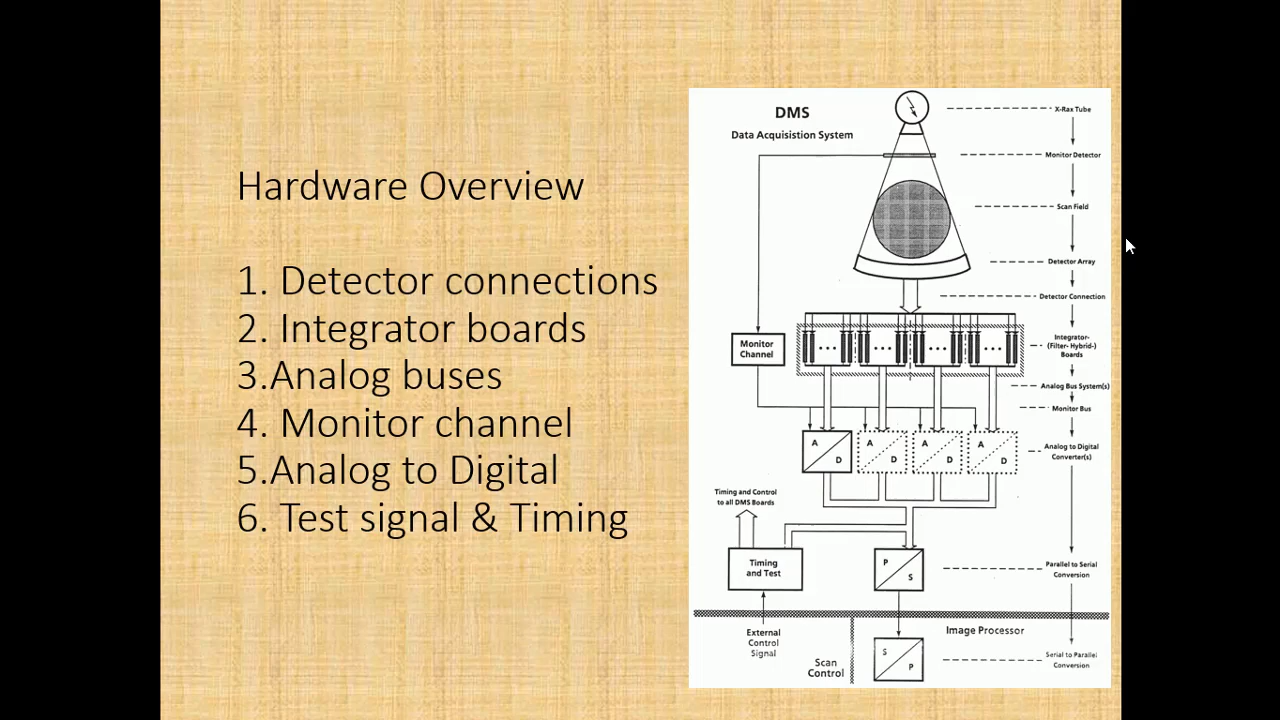 Hardware Overview
1. Detector connections
2. Integrator boards
3.Analog buses
4. Monitor channel
5.Analog to Digital
6. Test signal & Timing
DMS
Data Acquisistion System
X-Rax Tube
Monitor Detector
Scan Field
Detector Array
Detector Connection
Monitor
Channel
Integrator-
(Filter- Hybrid-)
Boards
Analog Bus System(s)
Monitor Bus
A
D
A
D
A
D
A
D
Analog to Digital
Converter(s)
Timing and Control
to all DMS Boards
Timing
and Test
P
S
Parallel to Serial
Conversion
External
Control
Signal
Scan
Control
Image Processor
S
P
Serial to Parallel
Conversion